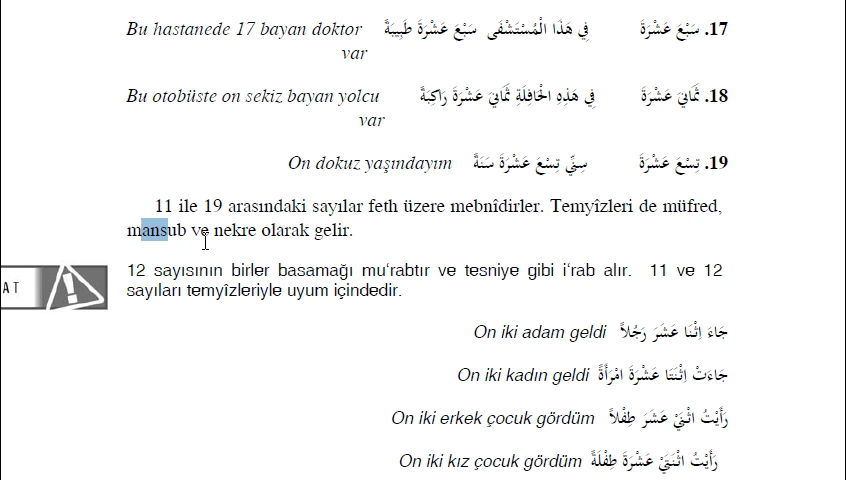 17. سَبْعَ عَشْرَةَ فِي هَذَا الْمُسْتَشْفَى سَبْعَ عَشْرَةَ طَبِيبَةً Bu hastanede 17 bayan doktor
var
18. ثَمَانِيَ عَشْرَةَ فِي هَذِهِ الْحَافِلَةِ ثَمَانِيَ عَشْرَةَ رَاكِبَةً Bu otobüste on sekiz bayan yolcu
var
19. تِسْعَ عَشْرَةَ سِنِّي تِسْعَ عَشْرَةَ سَنَةً On dokuz yaşındayım
11 ile 19 arasındaki sayılar feth üzere mebnîdirler. Temyîzleri de müfred,
mansub ve nekre olarak gelir.
AT
12 sayısının birler basamağı mu‘rabtır ve tesniye gibi i‘rab alır. 11 ve 12
sayıları temyîzleriyle uyum içindedir.
جَاءَ اِثْنَا عَشَرَ رَجُلاً On iki adam geldi
جَاءَتْ اِثْنَتَا عَشْرَةَ امْرَأَةً On iki kadın geldi
رَأَيْتُ اثْنَيْ عَشَرَ طِفْلاً On iki erkek çocuk gördüm
رَأَيْتُ اثْنَتَيْ عَشْرَةَ طِفْلَةً On iki kız çocuk gördüm